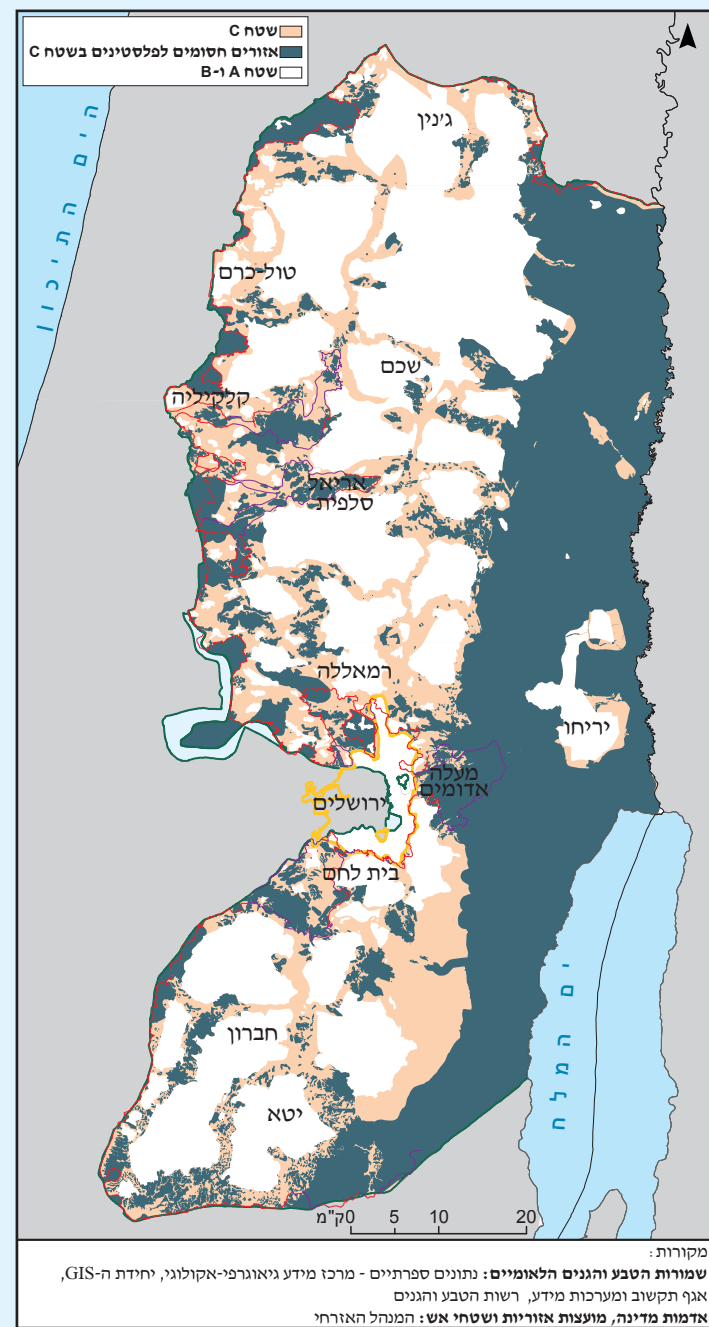 שטח C
אזורים חסומים לפלסטינים בשטח C
שטח A ו-B
הים התיכון
ג'נין
טול-כרם
שכם
קלקיליה
אריאל
סלפית
רמאללה
יריחו
מעלה
אדומים
ירושלים
בית לחם
חברון
יטא
ים המלח
0ק"מ 5 10 20
מקורות:
שמורות הטבע והגנים הלאומיים: נתונים ספרתיים - מרכז מידע גיאוגרפי-אקולוגי, יחידת ה-GIS,
אגף תקשוב ומערכות מידע, רשות הטבע והגנים
אדמות מדינה, מועצות אזוריות ושטחי אש: המנהל האזרחי